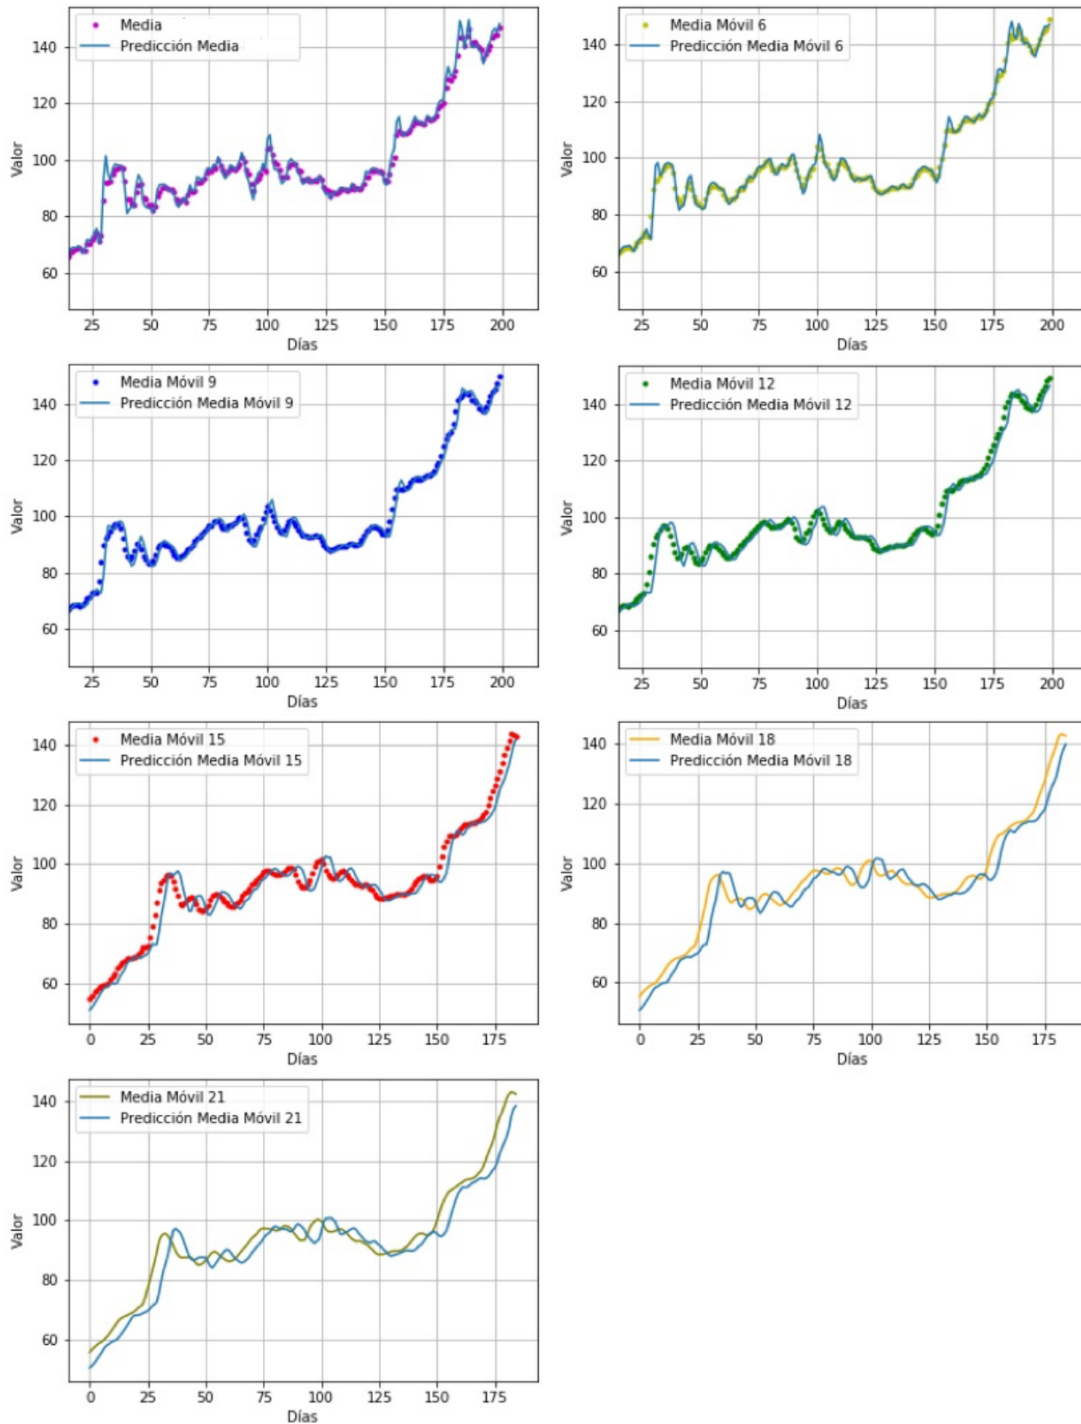 Media
Predicción Media
140
120
100
80
60
Valor
25 50 75 100 125 150 175 200
Días
Media Móvil 6
Predicción Media Móvil 6
140
120
100
80
60
Valor
25 50 75 100 125 150 175 200
Días
Media Móvil 9
Predicción Media Móvil 9
140
120
100
80
60
Valor
25 50 75 100 125 150 175 200
Días
Media Móvil 12
Predicción Media Móvil 12
140
120
100
80
60
Valor
25 50 75 100 125 150 175 200
Días
Media Móvil 15
Predicción Media Móvil 15
140
120
100
80
60
Valor
0 25 50 75 100 125 150 175
Días
Media Móvil 18
Predicción Media Móvil 18
140
120
100
80
60
Valor
0 25 50 75 100 125 150 175
Días
Media Móvil 21
Predicción Media Móvil 21
140
120
100
80
60
Valor
0 25 50 75 100 125 150 175
Días